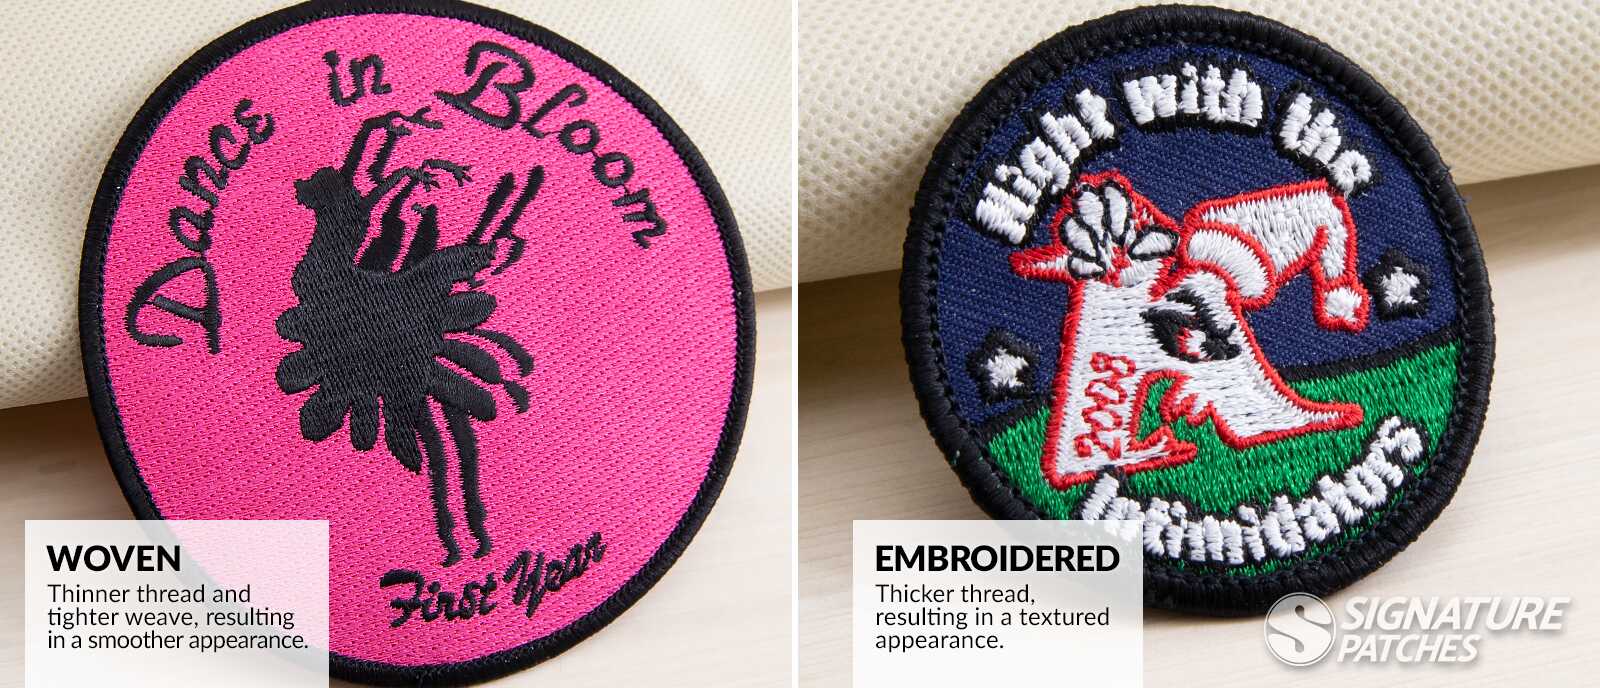 Dance in Bloom
First Year
WOVEN
Thinner thread and
tighter weave, resulting
in a smoother appearance.
Night with the
2008
EMBROIDERED
Thicker thread,
resulting in a textured
appearance.
S SIGNATURE
PATCHES